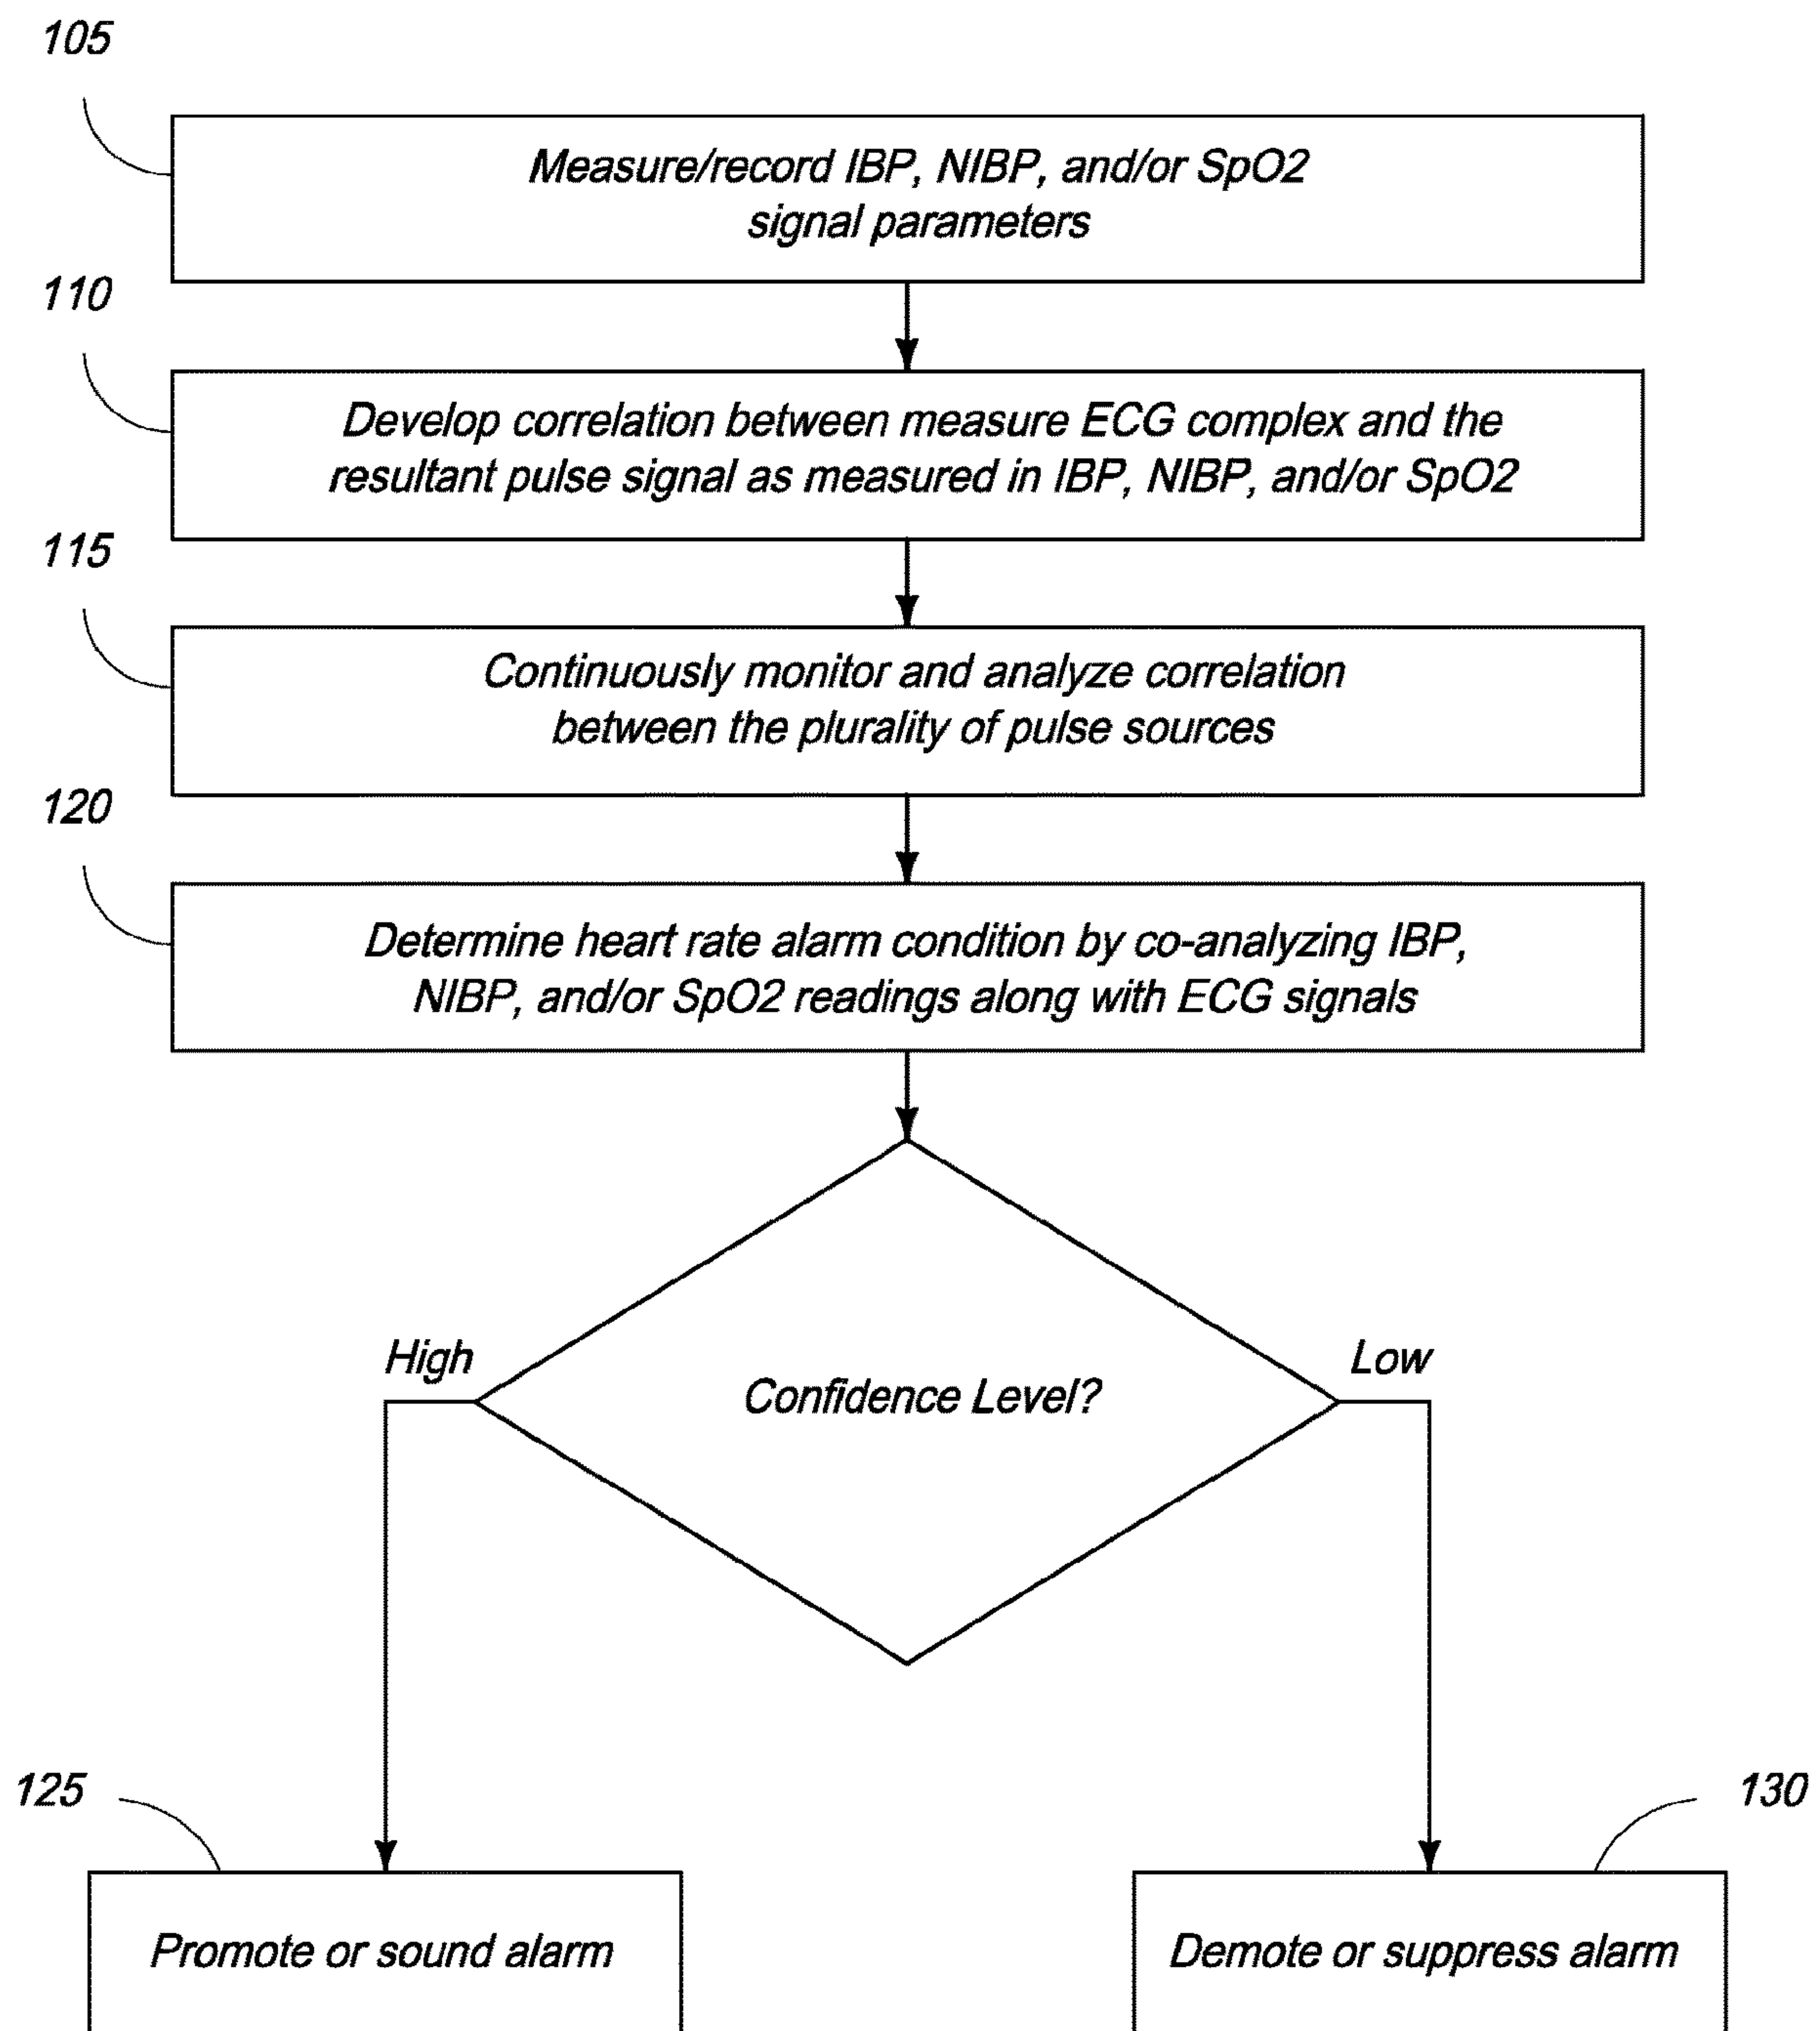 105
Measure/record IBP, NIBP, and/or SpO2
signal parameters
110
Develop correlation between measure ECG complex and the
resultant pulse signal as measured in IBP, NIBP, and/or SpO2
115
Continuously monitor and analyze correlation
between the plurality of pulse sources
120
Determine heart rate alarm condition by co-analyzing IBP,
NIBP, and/or SpO2 readings along with ECG signals
High
Low
Confidence Level?
125
130
Promote or sound alarm
Demote or suppress alarm